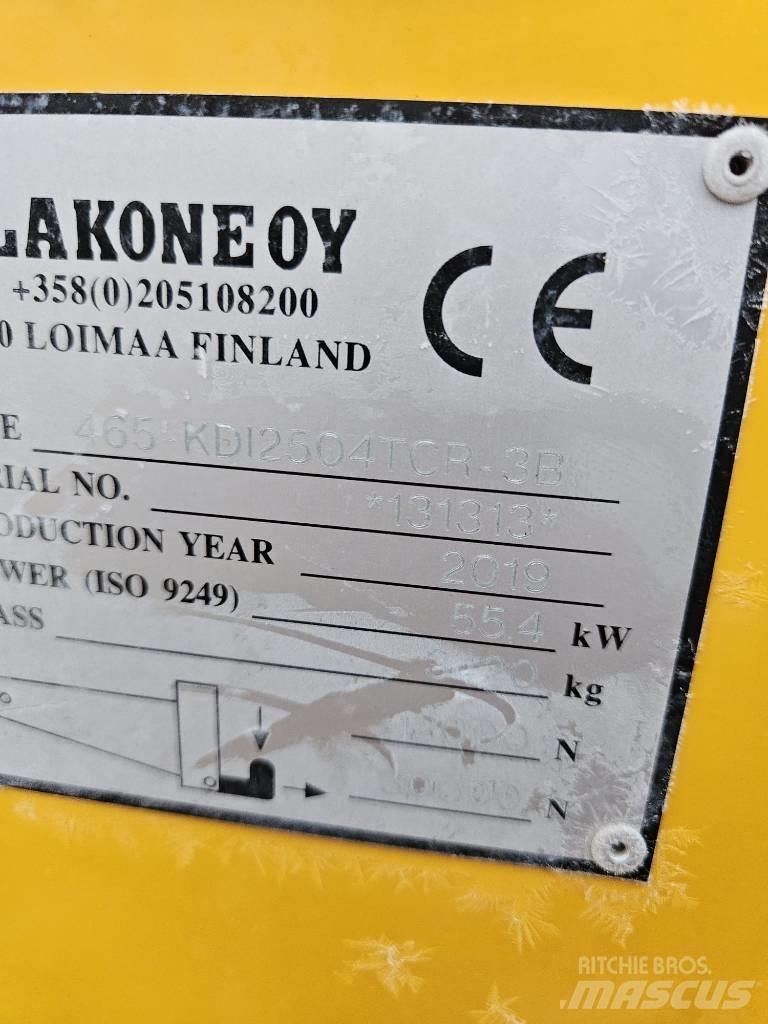 LAKONE OY
+358(0)205108200
0 LOIMAA FINLAND
CE
E 465-KDI2504TCR-3B
RIAL NO. *131313*
ODUCTION YEAR 2019
WER (ISO 9249) 55.4 kW
ASS kg
N
N
RITCHIE BROS.
MASCUS